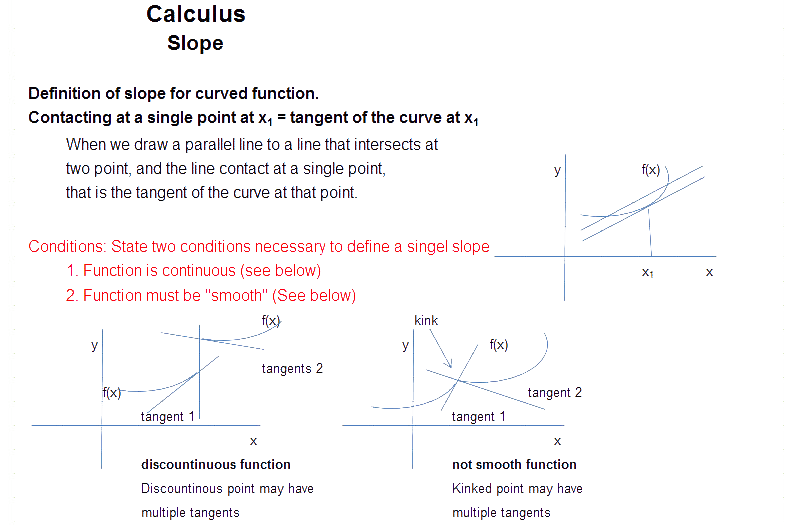 Calculus
Slope
Definition of slope for curved function.
Contacting at a single point at x₁ = tangent of the curve at x₁
When we draw a parallel line to a line that intersects at
two point, and the line contact at a single point,
that is the tangent of the curve at that point.
y
f(x)
x₁
x
Conditions: State two conditions necessary to define a singel slope
1. Function is continuous (see below)
2. Function must be "smooth" (See below)
f(x)
y
tangents 2
f(x)
tangent 1
x
discountinuous function
Discountinous point may have
multiple tangents
kink
y
f(x)
tangent 2
tangent 1
x
not smooth function
Kinked point may have
multiple tangents